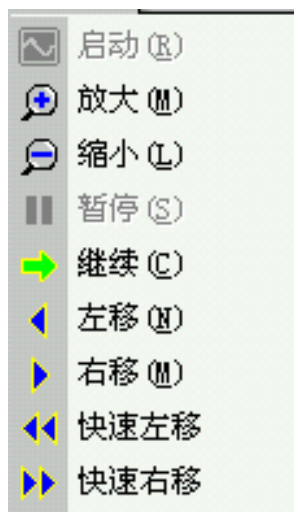 启动(R)
放大(M)
缩小(L)
暂停(S)
继续(C)
左移(N)
右移(M)
快速左移
快速右移